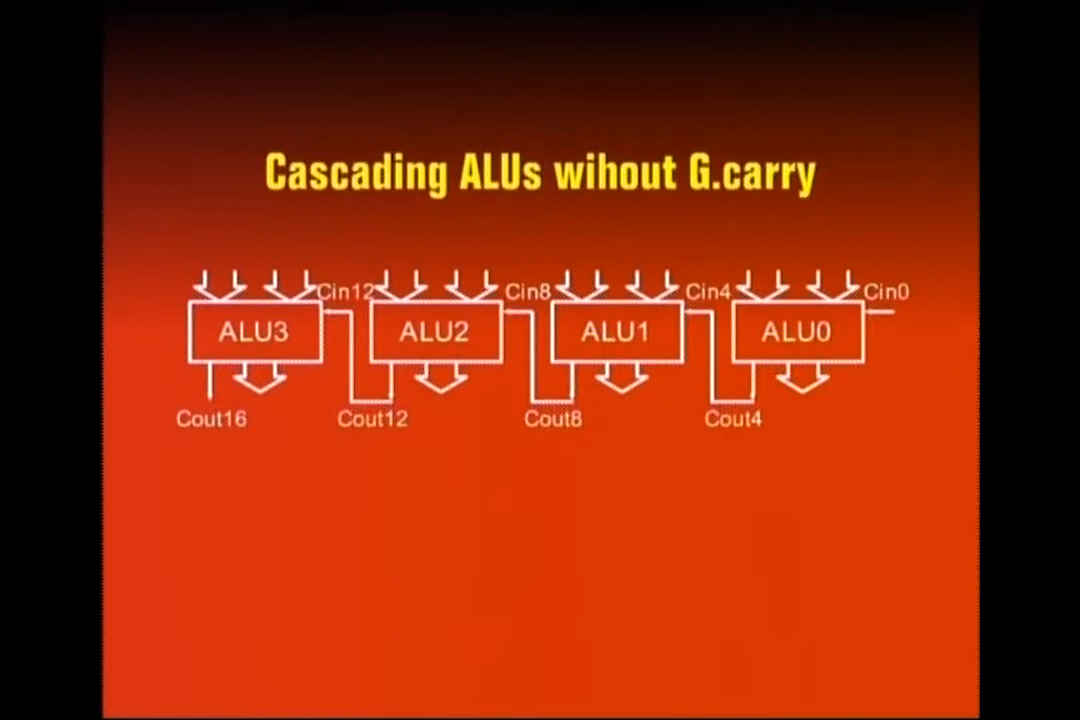 Cascading ALUs wihout G.carry
Cin12 Cin8 Cin4 Cin0
ALU3 ALU2 ALU1 ALU0
Cout16 Cout12 Cout8 Cout4